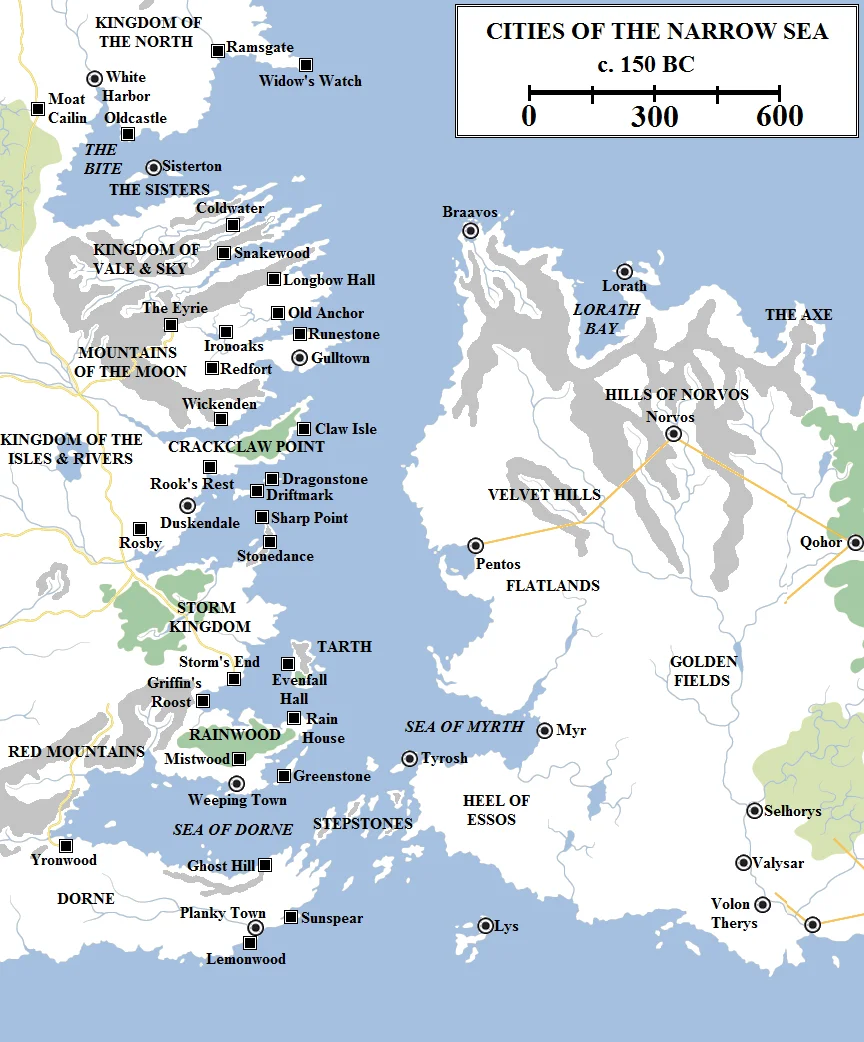 CITIES OF THE NARROW SEA
c. 150 BC
0 300 600
KINGDOM OF
THE NORTH
Ramsgate
Widow's Watch
White
Harbor
Moat
Cailin
Oldcastle
THE
BITE
Sisterton
THE SISTERS
Coldwater
Braavos
KINGDOM OF
VALE & SKY
Snakewood
Longbow Hall
Lorath
The Eyrie
Old Anchor
LORATH
BAY
THE AXE
Runestone
Ironoaks
MOUNTAINS
OF THE MOON
Gulltown
Redfort
HILLS OF NORVOS
Wickenden
Norvos
Claw Isle
KINGDOM OF THE
ISLES & RIVERS
CRACKCLAW POINT
Rook's Rest
Dragonstone
Driftmark
VELVET HILLS
Duskendale
Sharp Point
Rosby
Stonedance
Qohor
Pentos
FLATLANDS
STORM
KINGDOM
TARTH
Storm's End
GOLDEN
FIELDS
Evenfall
Hall
Griffin's
Roost
Rain
House
SEA OF MYRTH
Myr
RAINWOOD
RED MOUNTAINS
Mistwood
Tyrosh
Greenstone
Weeping Town
HEEL OF
ESSOS
Selhorys
SEA OF DORNE
STEPSTONES
Yronwood
Ghost Hill
Valysar
DORNE
Volon
Therys
Planky Town
Sunspear
Lys
Lemonwood